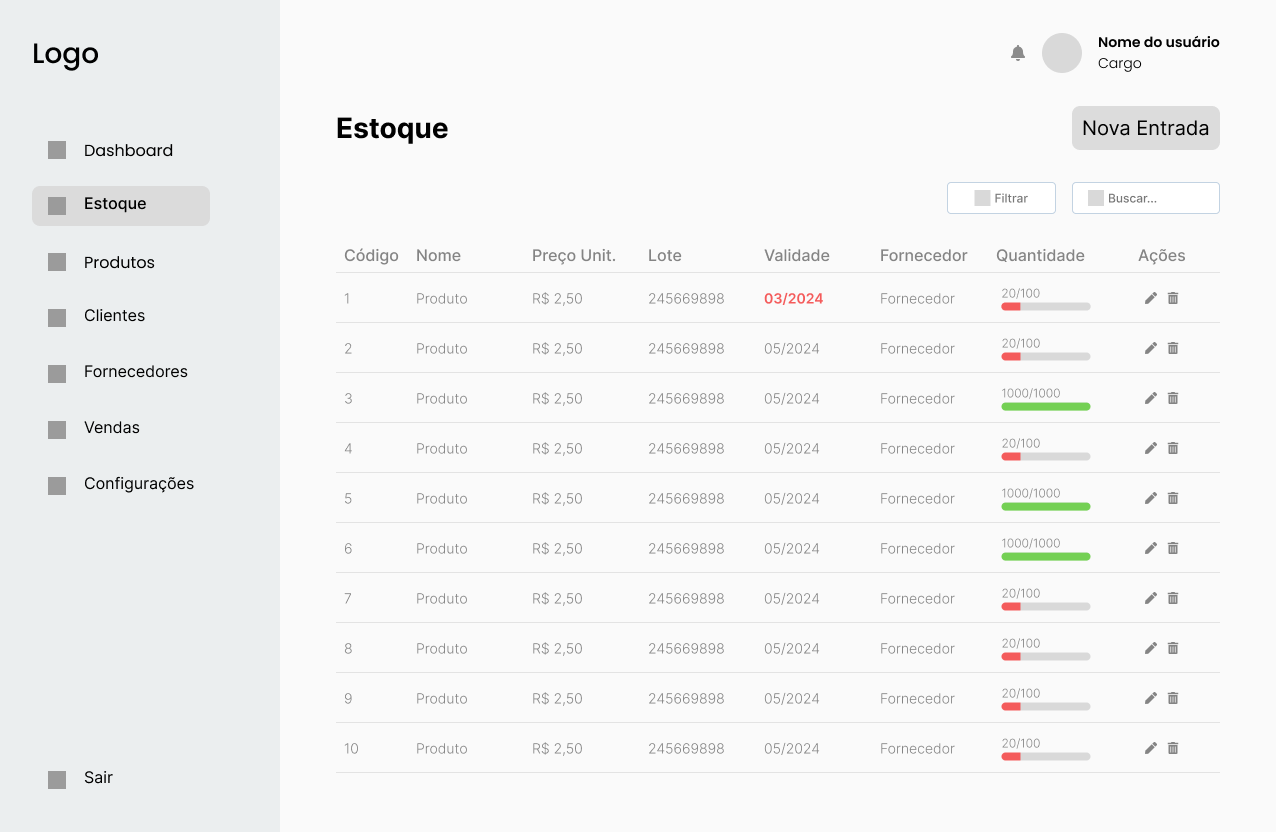 Logo
Nome do usuário
Cargo
Dashboard
Estoque
Produtos
Clientes
Fornecedores
Vendas
Configurações
Sair
Estoque
Nova Entrada
Filtrar
Buscar...
Código Nome Preço Unit. Lote Validade Fornecedor Quantidade Ações
1 Produto R$ 2,50 245669898 03/2024 Fornecedor 20/100
2 Produto R$ 2,50 245669898 05/2024 Fornecedor 20/100
3 Produto R$ 2,50 245669898 05/2024 Fornecedor 1000/1000
4 Produto R$ 2,50 245669898 05/2024 Fornecedor 20/100
5 Produto R$ 2,50 245669898 05/2024 Fornecedor 1000/1000
6 Produto R$ 2,50 245669898 05/2024 Fornecedor 1000/1000
7 Produto R$ 2,50 245669898 05/2024 Fornecedor 20/100
8 Produto R$ 2,50 245669898 05/2024 Fornecedor 20/100
9 Produto R$ 2,50 245669898 05/2024 Fornecedor 20/100
10 Produto R$ 2,50 245669898 05/2024 Fornecedor 20/100